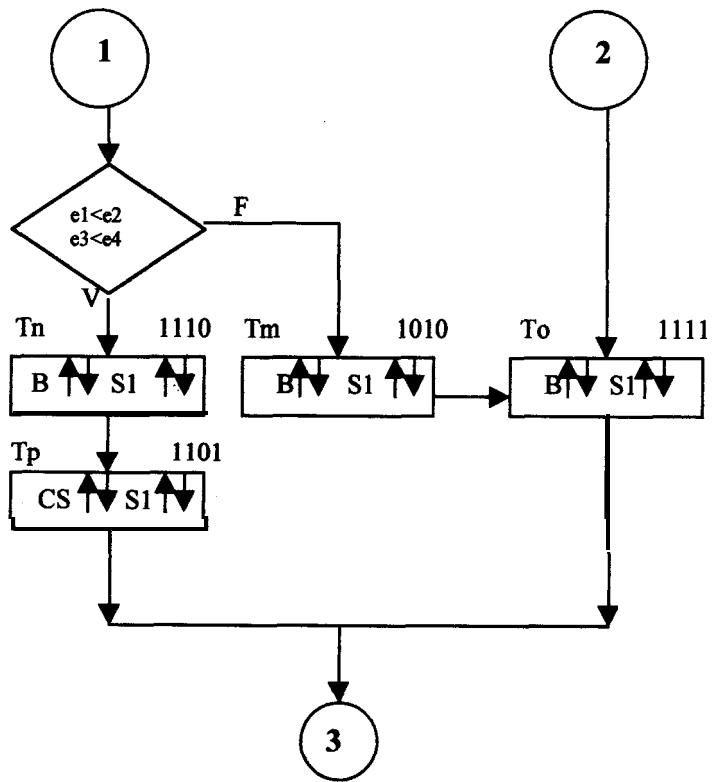 1
2
e1<e2
e3<e4
F
V
Tn 1110
Tm 1010
To 1111
B S1
B S1
B S1
Tp 1101
CS S1
3